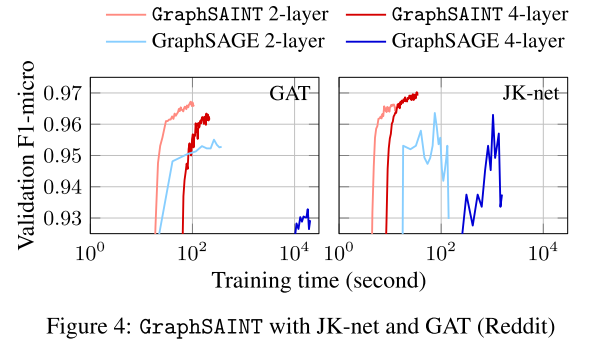 GraphSAINT 2-layer GraphSAINT 4-layer
GraphSAGE 2-layer GraphSAGE 4-layer
Validation F1-micro
0.97
0.96
0.95
0.94
0.93
GAT
JK-net
10^0 10^2 10^4 10^0 10^2 10^4
Training time (second)
Figure 4: GraphSAINT with JK-net and GAT (Reddit)